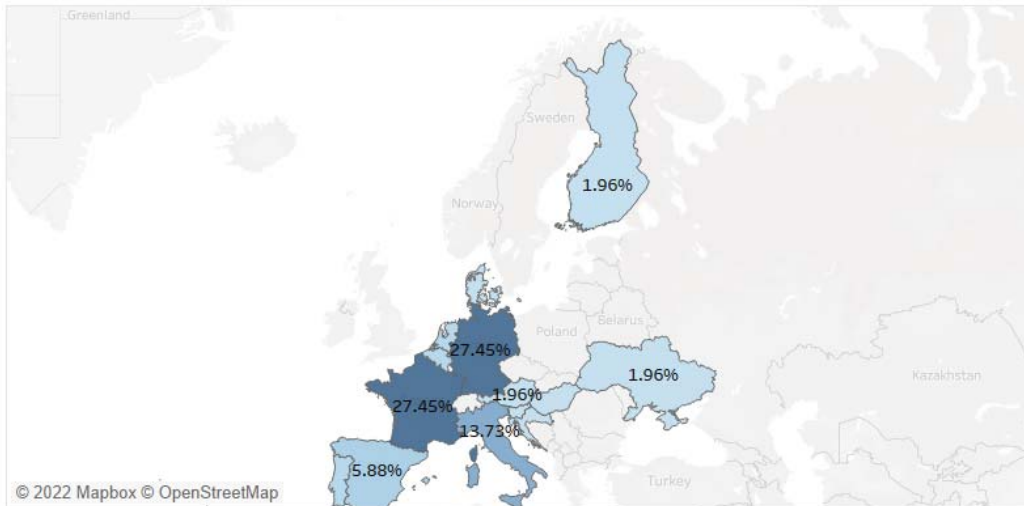 Greenland
Sweden
1.96%
Norway
Poland
Belarus
27.45%
1.96%
Kazakhstan
1.96%
27.45%
13.73%
5.88%
Turkey
© 2022 Mapbox © OpenStreetMap